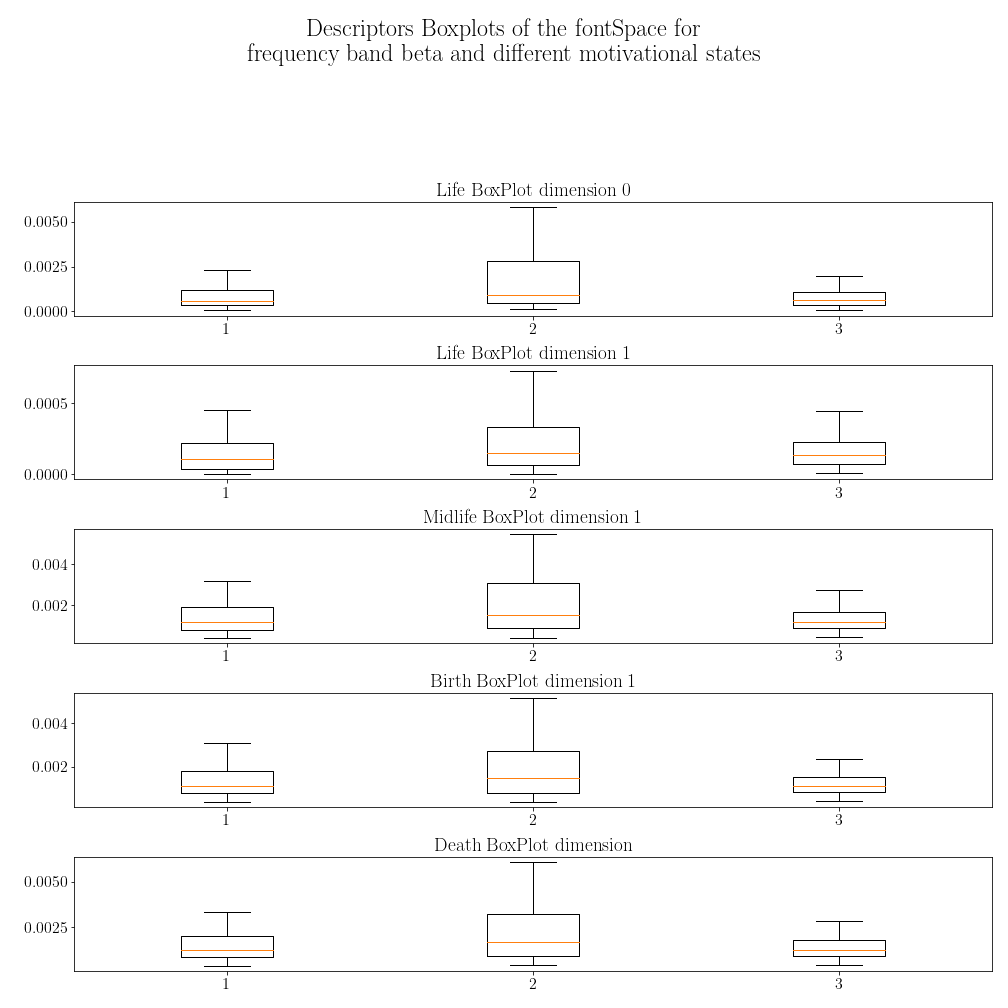 Descriptors Boxplots of the fontSpace for
frequency band beta and different motivational states
Life BoxPlot dimension 0
0.0050
0.0025
0.0000
1 2 3
Life BoxPlot dimension 1
0.0005
0.0000
1 2 3
Midlife BoxPlot dimension 1
0.004
0.002
1 2 3
Birth BoxPlot dimension 1
0.004
0.002
1 2 3
Death BoxPlot dimension
0.0050
0.0025
1 2 3